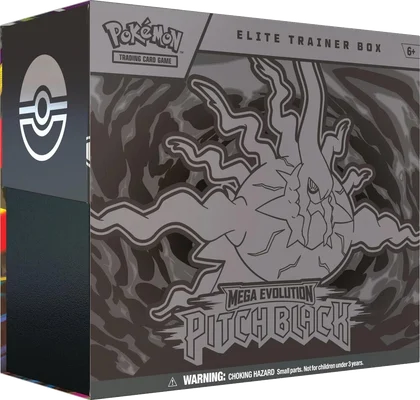 Pokémon
TRADING CARD GAME
ELITE TRAINER BOX
6+
MEGA EVOLUTION
PITCH BLACK
WARNING: CHOKING HAZARD Small parts. Not for children under 3 years.